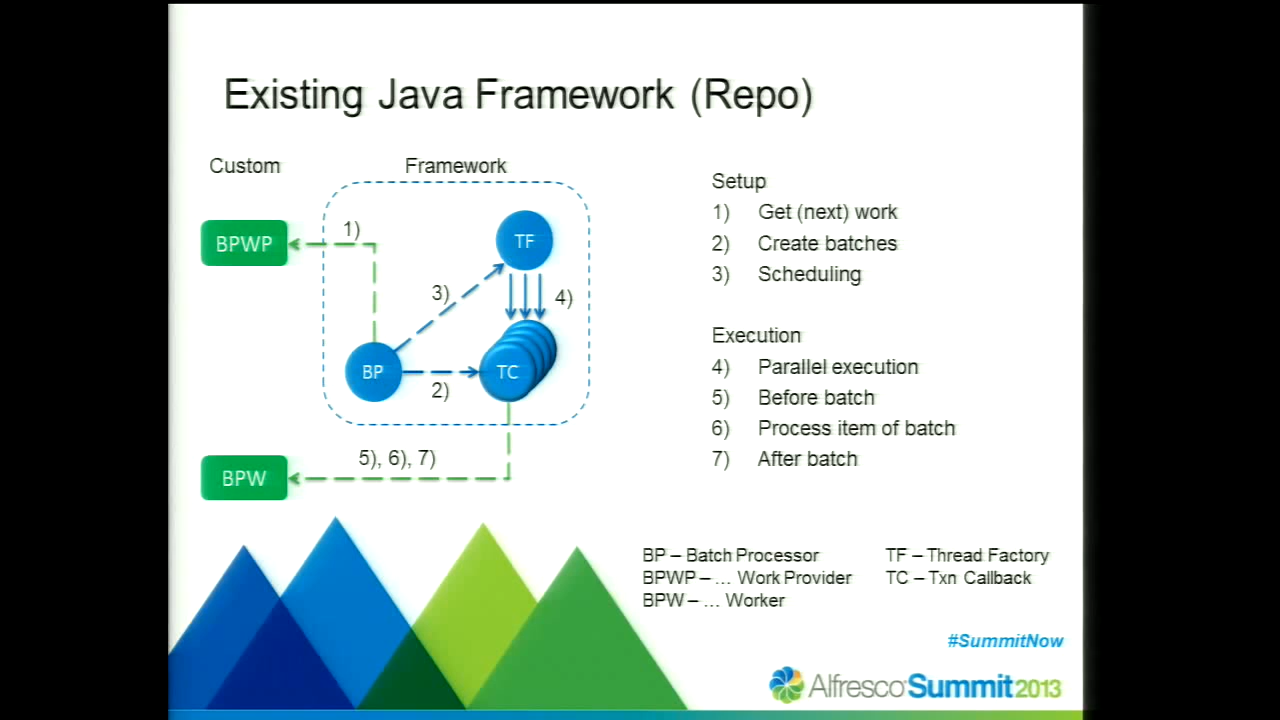 Existing Java Framework (Repo)
Custom
Framework
BPWP
1)
TF
3)
4)
BP
2)
TC
5), 6), 7)
BPW
Setup
1) Get (next) work
2) Create batches
3) Scheduling
Execution
4) Parallel execution
5) Before batch
6) Process item of batch
7) After batch
BP – Batch Processor
BPWP – … Work Provider
BPW – … Worker
TF – Thread Factory
TC – Txn Callback
#SummitNow
Alfresco Summit 2013